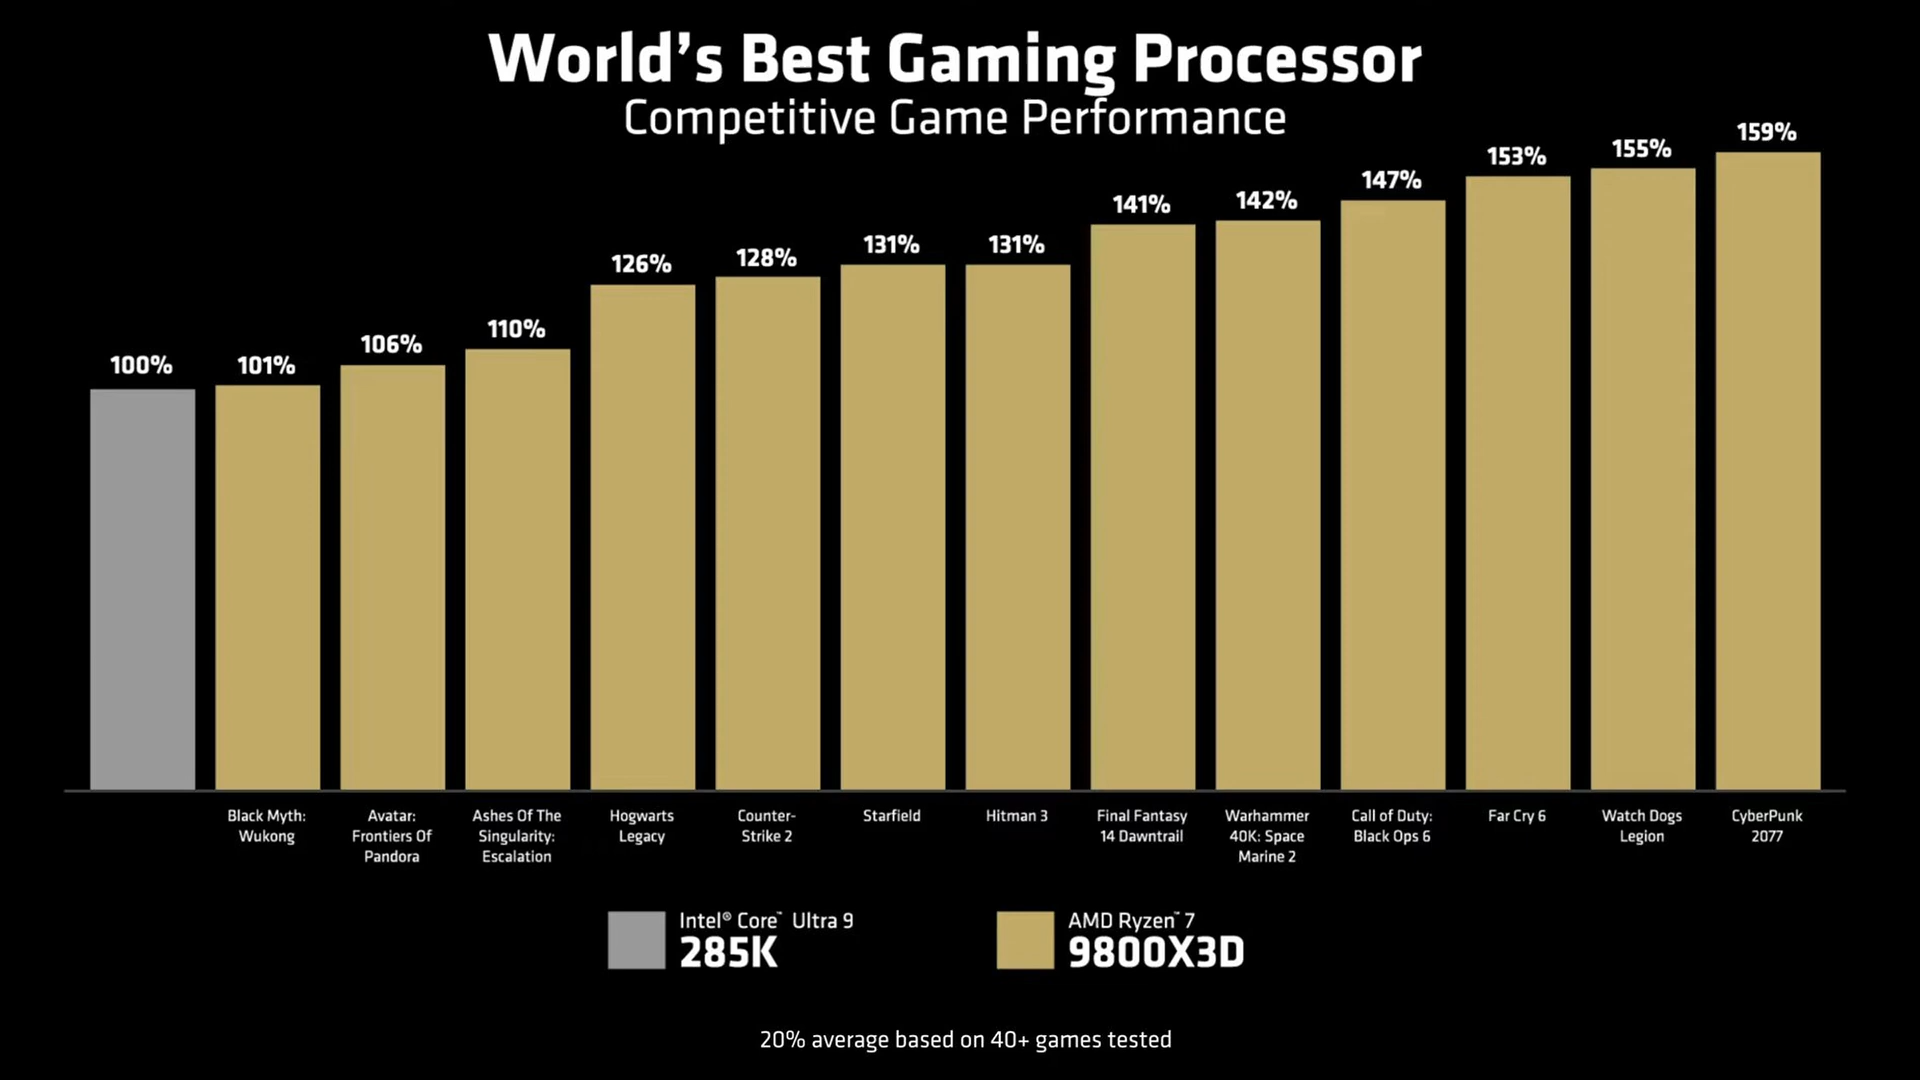 World's Best Gaming Processor
Competitive Game Performance
100%
101%
106%
110%
126%
128%
131%
131%
141%
142%
147%
153%
155%
159%
Black Myth:
Wukong
Avatar:
Frontiers Of
Pandora
Ashes Of The
Singularity:
Escalation
Hogwarts
Legacy
Counter-
Strike 2
Starfield
Hitman 3
Final Fantasy
14 Dawntrail
Warhammer
40K: Space
Marine 2
Call of Duty:
Black Ops 6
Far Cry 6
Watch Dogs
Legion
CyberPunk
2077
Intel® Core™ Ultra 9
285K
AMD Ryzen™ 7
9800X3D
20% average based on 40+ games tested